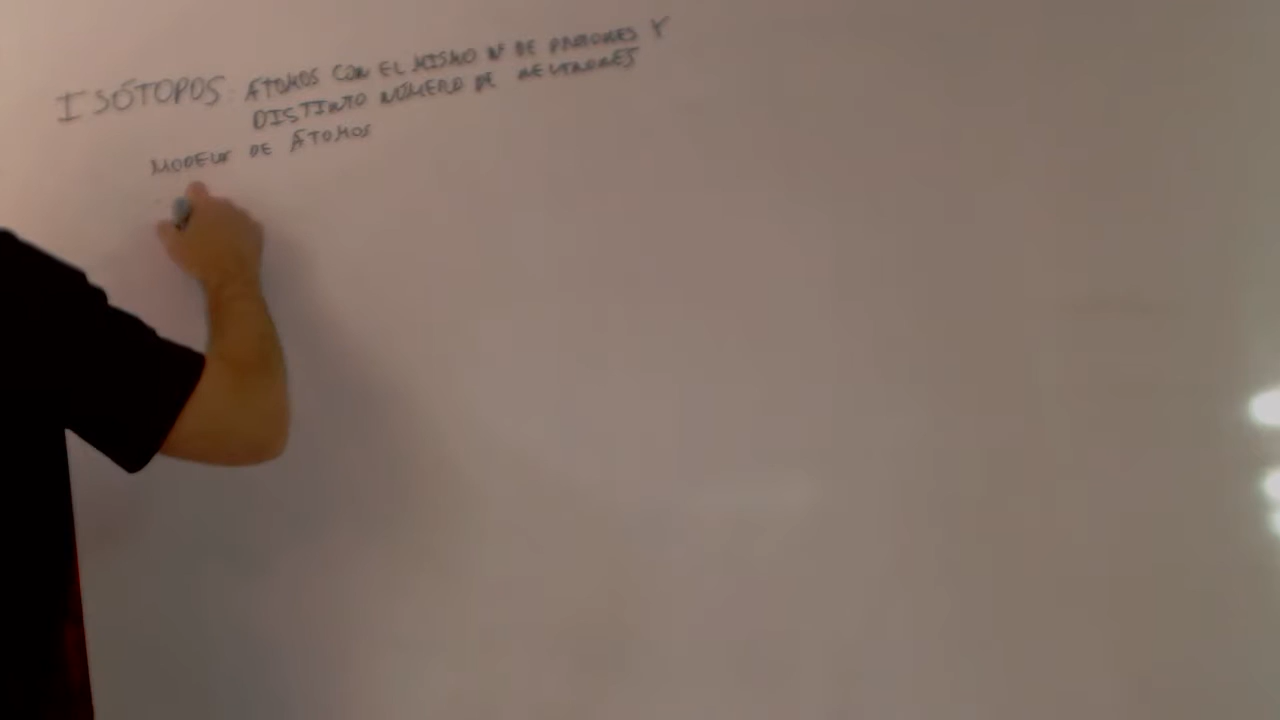 ISÓTOPOS: ÁTOMOS CON EL MISMO Nº DE PROTONES Y
DISTINTO NÚMERO DE NEUTRONES
MODELO DE ÁTOMOS